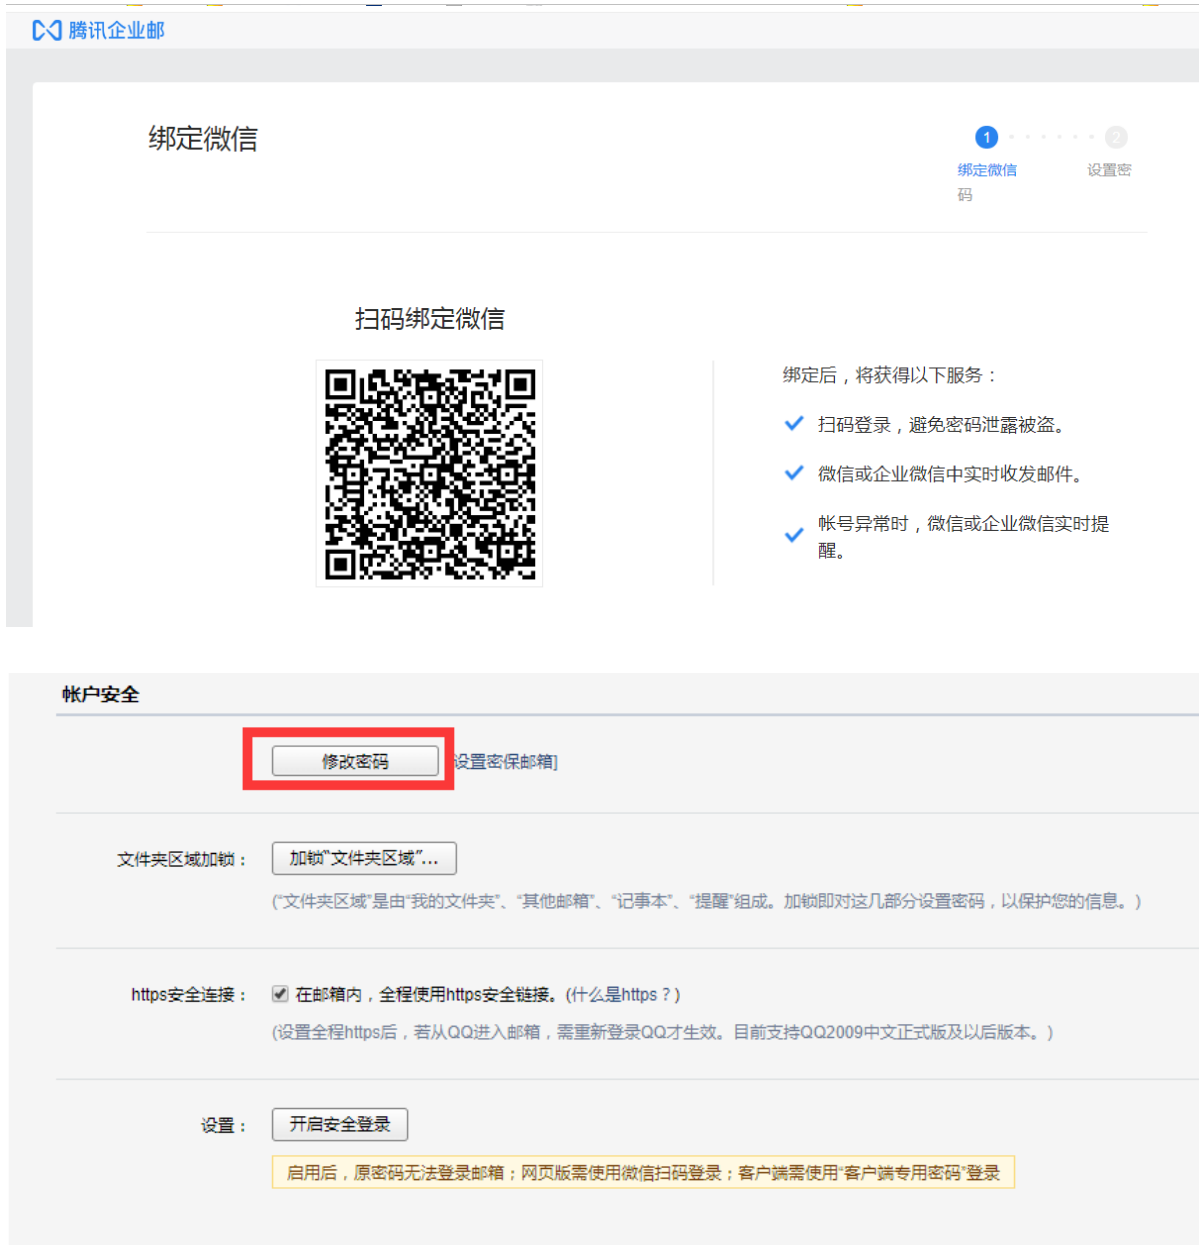 腾讯企业邮
绑定微信
1 2
绑定微信 设置密
码
扫码绑定微信
绑定后，将获得以下服务：
扫码登录，避免密码泄露被盗。
微信或企业微信中实时收发邮件。
帐号异常时，微信或企业微信实时提
醒。
帐户安全
修改密码 设置密保邮箱]
文件夹区域加锁： 加锁"文件夹区域"...
(“文件夹区域”是由“我的文件夹”、“其他邮箱”、“记事本”、“提醒”组成。加锁即对这几部分设置密码，以保护您的信息。)
https安全连接： 在邮箱内，全程使用https安全链接。(什么是https？)
(设置全程https后，若从QQ进入邮箱，需重新登录QQ才生效。目前支持QQ2009中文正式版及以后版本。)
设置： 开启安全登录
启用后，原密码无法登录邮箱；网页版需使用微信扫码登录；客户端需使用“客户端专用密码”登录